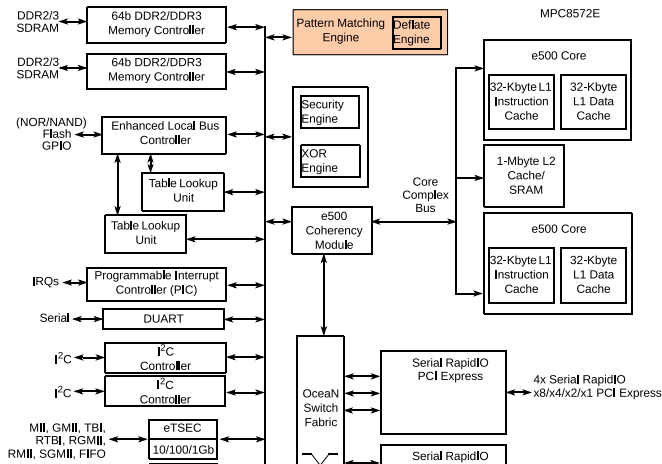 DDR2/3
SDRAM
64b DDR2/DDR3
Memory Controller
DDR2/3
SDRAM
64b DDR2/DDR3
Memory Controller
(NOR/NAND)
Flash
GPIO
Enhanced Local Bus
Controller
Table Lookup
Unit
Table Lookup
Unit
IRQs
Programmable Interrupt
Controller (PIC)
Serial
DUART
I²C
I²C
Controller
I²C
I²C
Controller
MII, GMII, TBI,
RTBI, RGMII,
RMII, SGMII, FIFO
eTSEC
10/100/1Gb
Pattern Matching
Engine
Deflate
Engine
Security
Engine
XOR
Engine
e500
Coherency
Module
Core
Complex
Bus
OceaN
Switch
Fabric
MPC8572E
e500 Core
32-Kbyte L1
Instruction
Cache
32-Kbyte
L1 Data
Cache
1-Mbyte L2
Cache/
SRAM
e500 Core
32-Kbyte L1
Instruction
Cache
32-Kbyte
L1 Data
Cache
Serial RapidIO
PCI Express
4x Serial RapidIO
x8/x4/x2/x1 PCI Express
Serial RapidIO